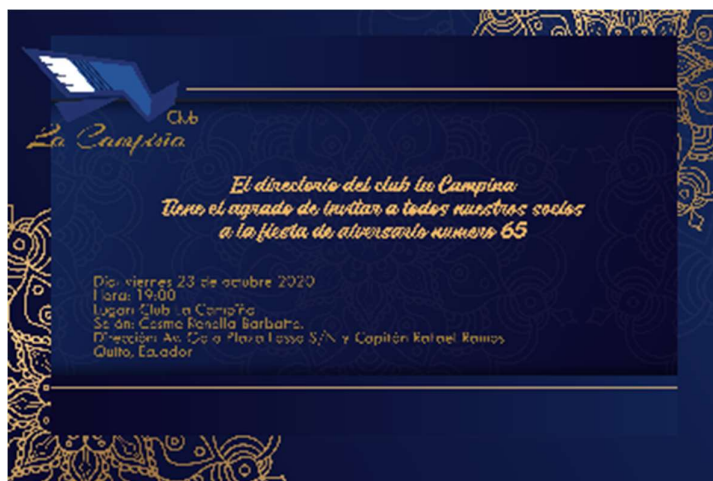 Club
La Campiña
El directorio del club la Campina
Tiene el agrado de invitar a todos nuestros socios
a la fiesta de aiversario numero 65
Dia: viernes 23 de octubre 2020
Hora: 19:00
Lugar: Club La Campiña
Salón: Cosme Renella Barbatto.
Dirección: Av. Galo Plaza Lasso S/N y Capitán Rafael Ramos
Quito, Ecuador